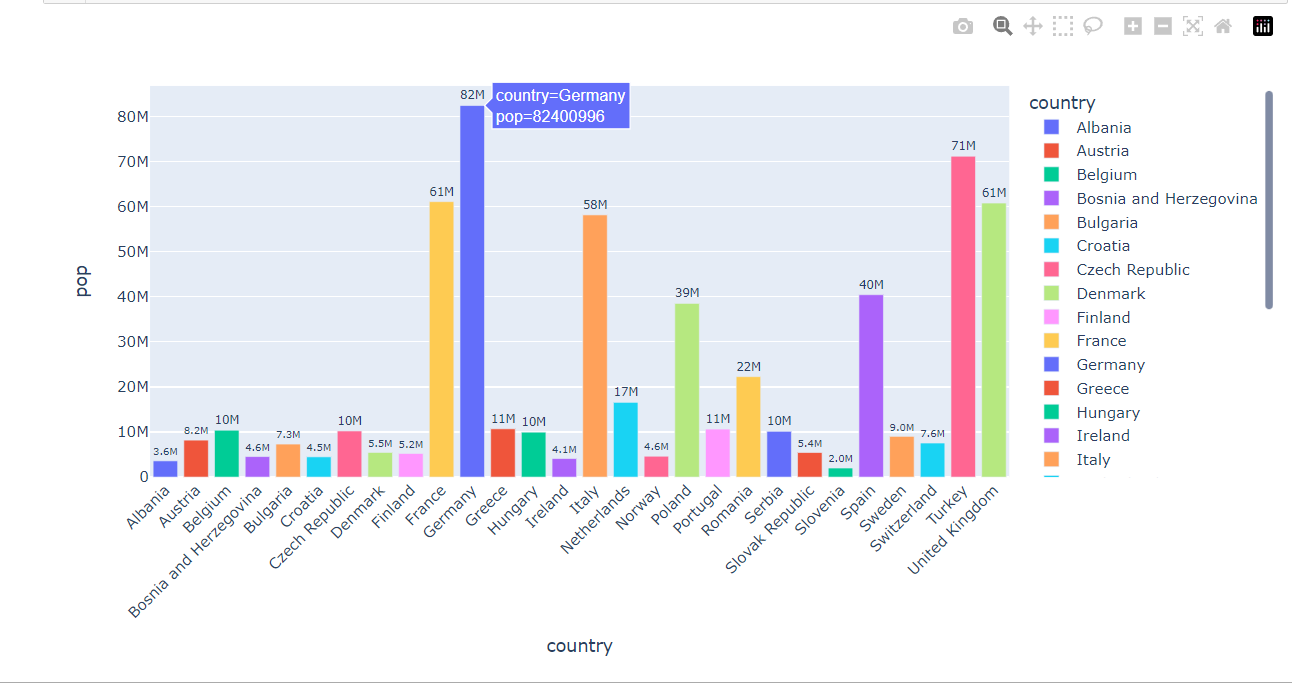 82M
country=Germany
pop=82400996
country
Albania
Austria
Belgium
Bosnia and Herzegovina
Bulgaria
Croatia
Czech Republic
Denmark
Finland
France
Germany
Greece
Hungary
Ireland
Italy
pop
80M
70M
60M
50M
40M
30M
20M
10M
0
3.6M
8.2M
10M
4.6M
7.3M
4.5M
10M
5.5M
5.2M
61M
11M
10M
4.1M
58M
17M
4.6M
39M
11M
22M
10M
5.4M
2.0M
40M
9.0M
7.6M
71M
61M
Albania
Austria
Belgium
Bosnia and Herzegovina
Bulgaria
Croatia
Czech Republic
Denmark
Finland
France
Germany
Greece
Hungary
Ireland
Italy
Netherlands
Norway
Poland
Portugal
Romania
Serbia
Slovak Republic
Slovenia
Spain
Sweden
Switzerland
Turkey
United Kingdom
country